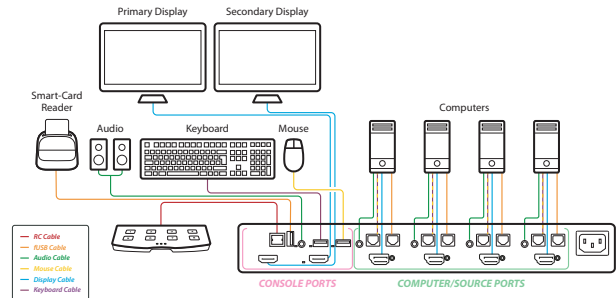 Primary Display
Secondary Display
Smart-Card
Reader
Audio
Keyboard
Mouse
Computers
RC Cable
fUSB Cable
Audio Cable
Mouse Cable
Display Cable
Keyboard Cable
CONSOLE PORTS
COMPUTER/SOURCE PORTS